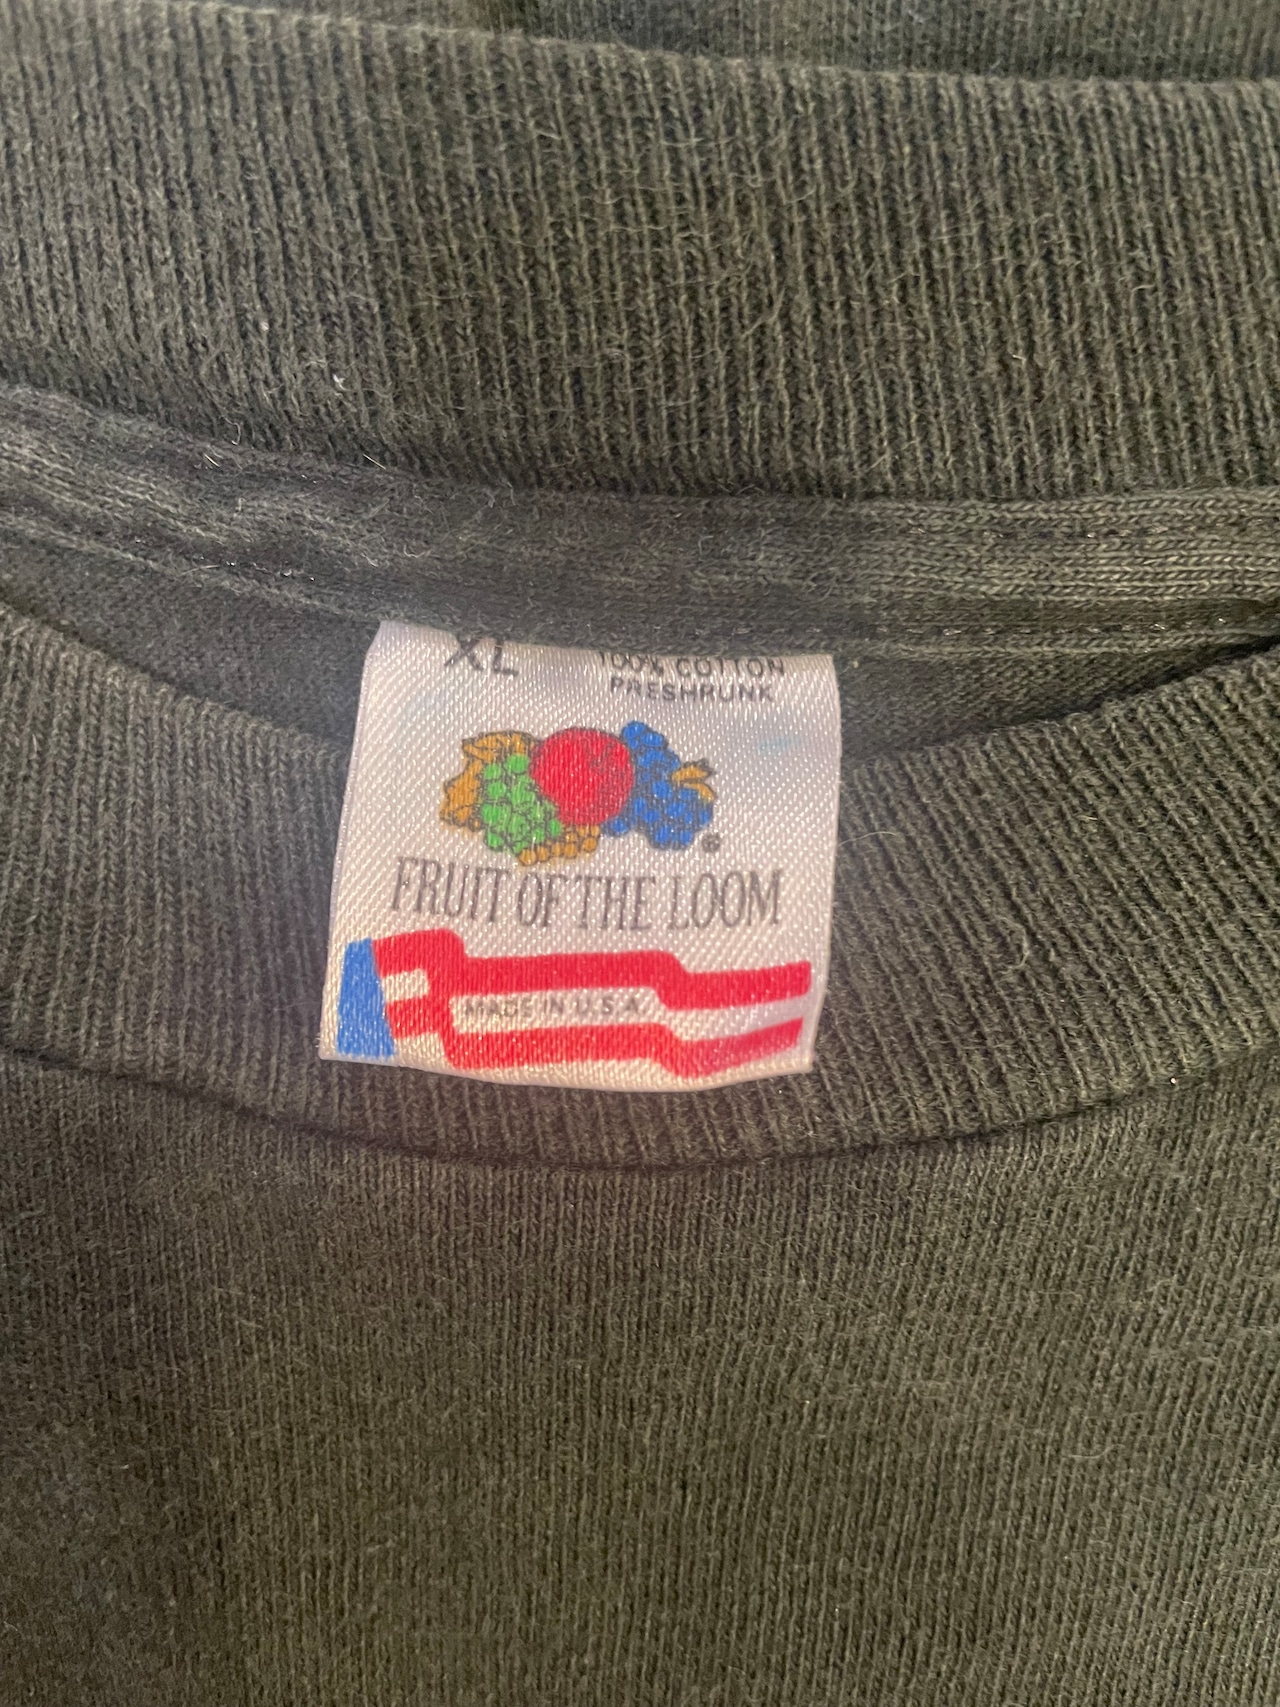 XL 100% COTTON
PRESHRUNK
FRUIT OF THE LOOM
MADE IN U.S.A.